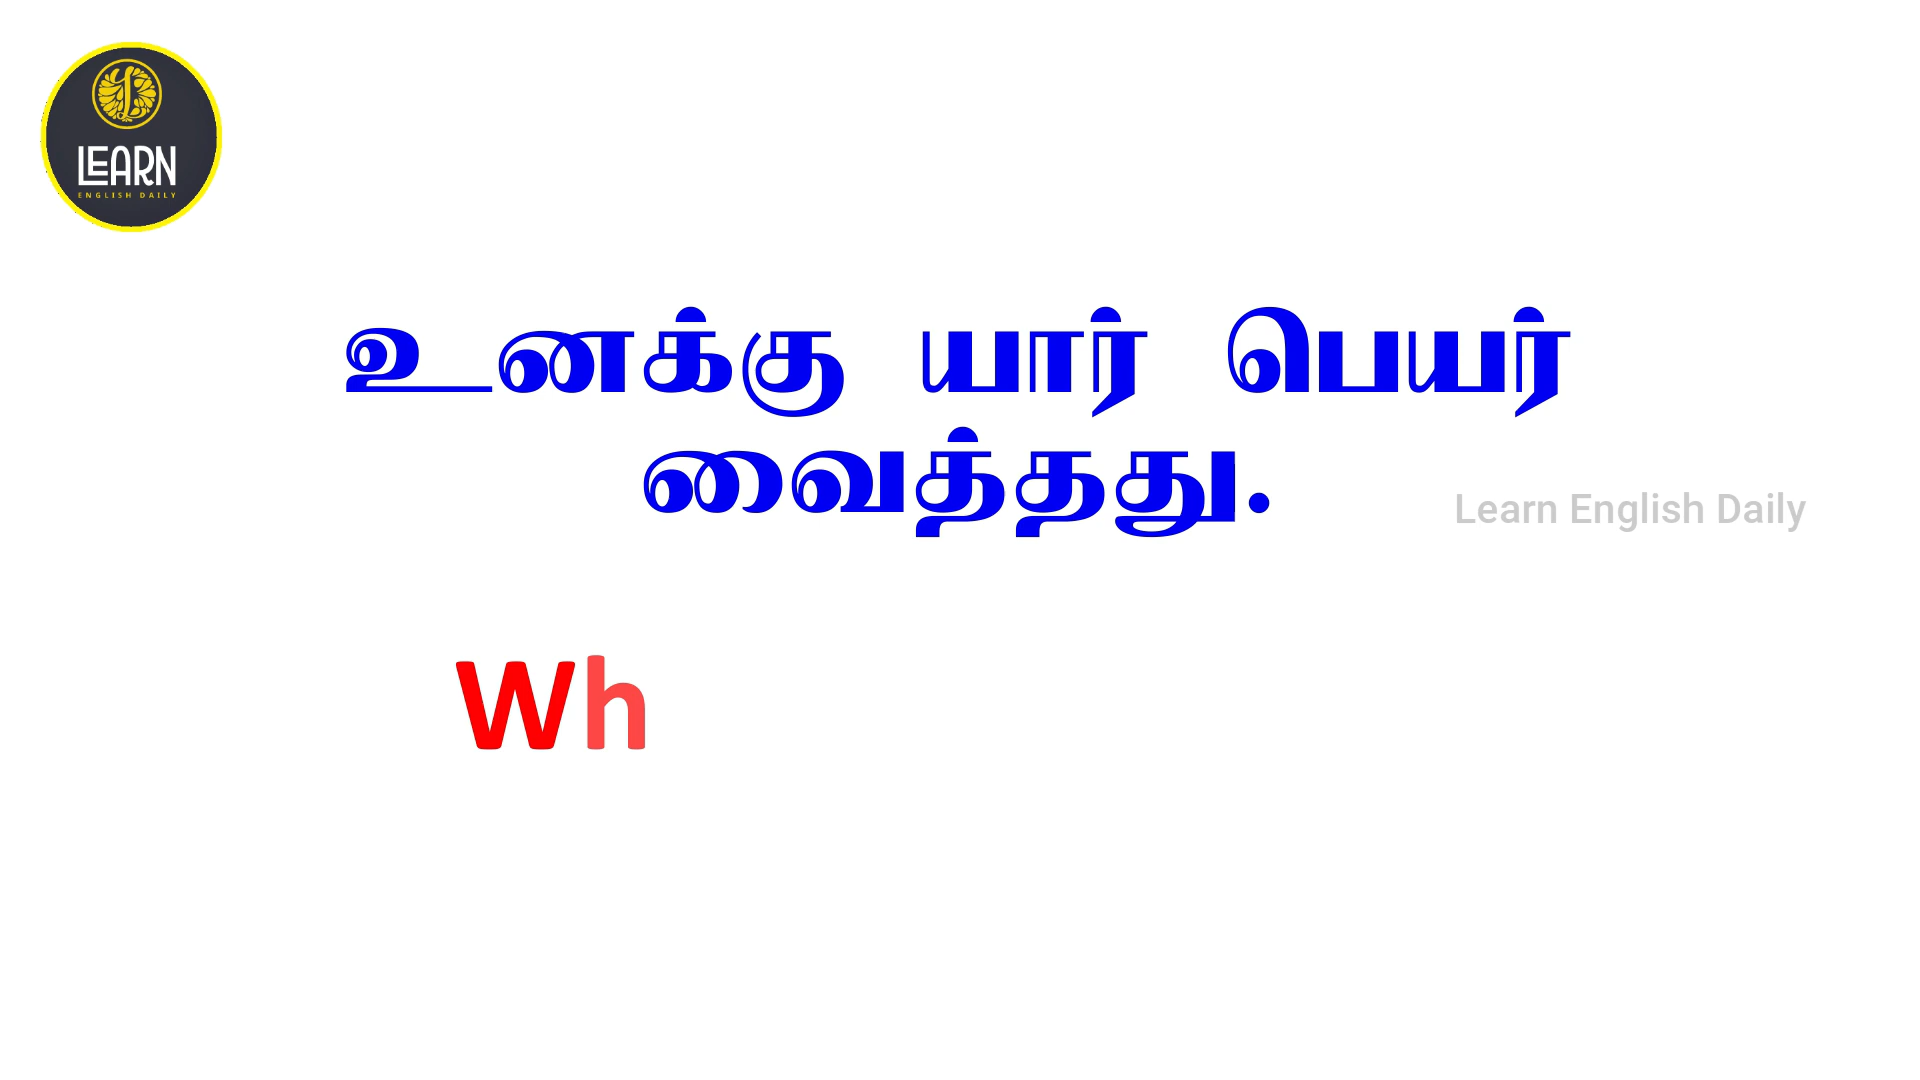 LEARN
ENGLISH DAILY
உனக்கு யார் பெயர்
வைத்தது.
Learn English Daily
Wh